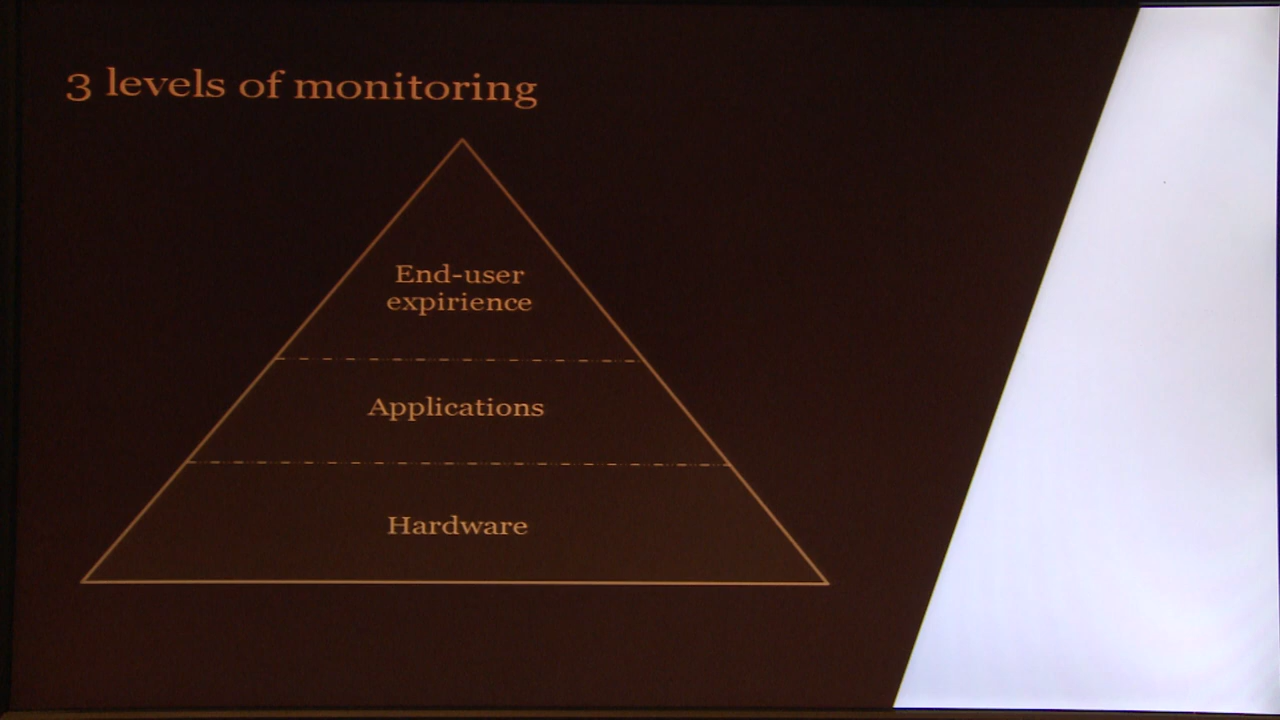 3 levels of monitoring
End-user
expirience
Applications
Hardware